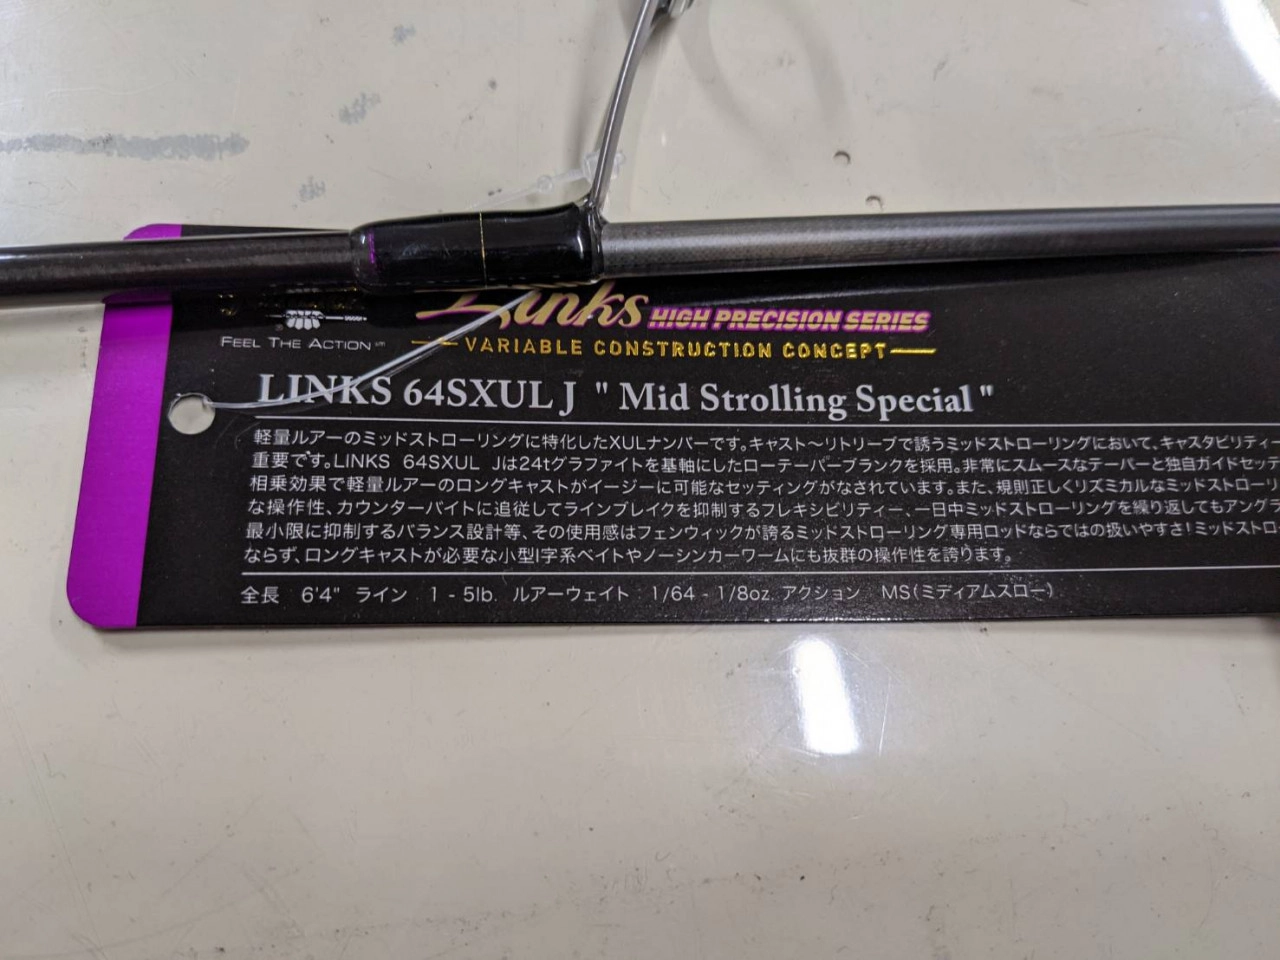 Links HIGH PRECISION SERIES
FEEL THE ACTION
VARIABLE CONSTRUCTION CONCEPT
LINKS 64SXUL J " Mid Strolling Special "
軽量ルアーのミッドストローリングに特化したXULナンバーです。キャスト～リトリーブで誘うミッドストローリングにおいて、キャスタビリティー
重要です。LINKS 64SXUL Jは24tグラファイトを基軸にしたローテーパーブランクを採用。非常にスムースなテーパーと独自ガイドセッテ
相乗効果で軽量ルアーのロングキャストがイージーに可能なセッティングがなされています。また、規則正しくリズミカルなミッドストローリ
な操作性、カウンターバイトに追従してラインブレイクを抑制するフレキシビリティー、一日中ミッドストローリングを繰り返してもアングラ
最小限に抑制するバランス設計等、その使用感はフェンウィックが誇るミッドストローリング専用ロッドならではの扱いやすさ!ミッドストロ
ならず、ロングキャストが必要な小型I字系ベイトやノーシンカーワームにも抜群の操作性を誇ります。
全長 6'4" ライン 1 - 5lb. ルアーウェイト 1/64 - 1/8oz. アクション MS(ミディアムスロー)